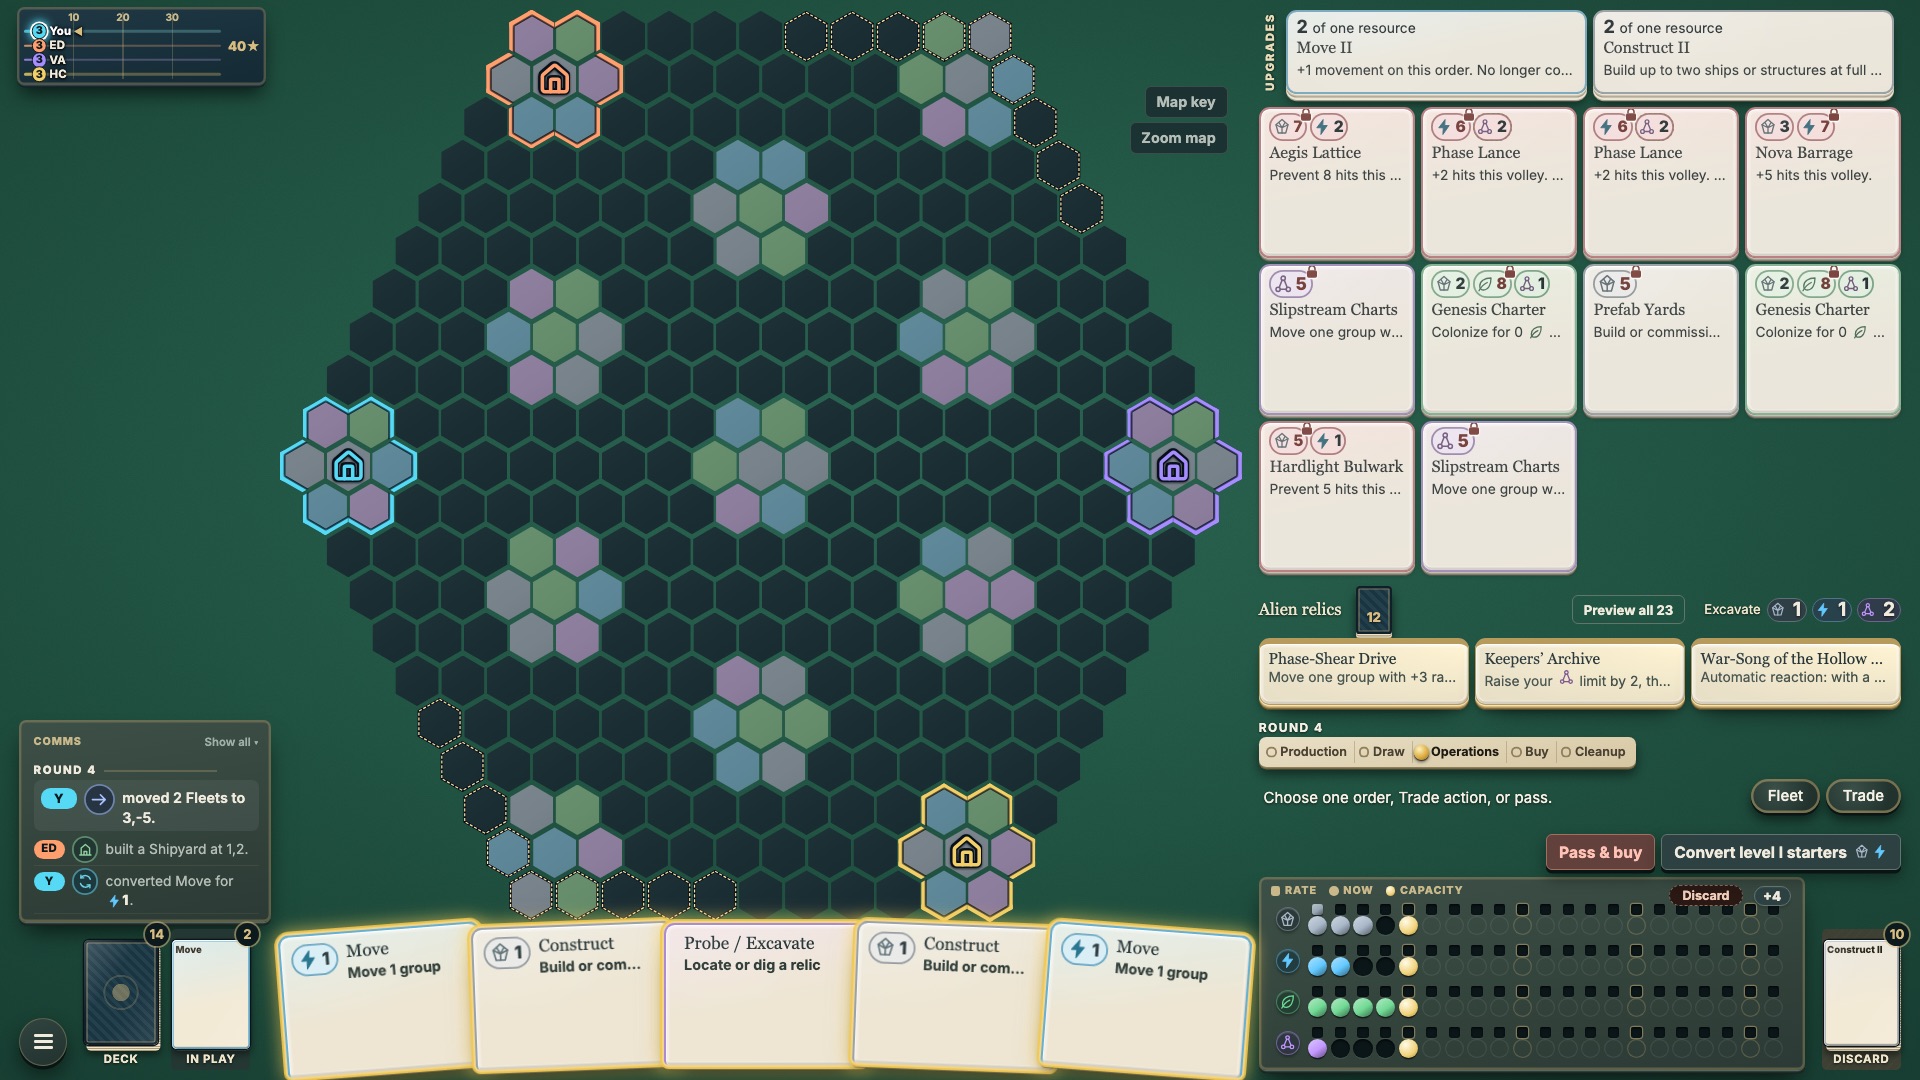 10 20 30
3 You
3 ED
3 VA
3 HC
40★
Map key
Zoom map
UPGRADES
2 of one resource
Move II
+1 movement on this order. No longer co...
2 of one resource
Construct II
Build up to two ships or structures at full ...
7 2
Aegis Lattice
Prevent 8 hits this ...
6 2
Phase Lance
+2 hits this volley. ...
6 2
Phase Lance
+2 hits this volley. ...
3 7
Nova Barrage
+5 hits this volley.
5
Slipstream Charts
Move one group w...
2 8 1
Genesis Charter
Colonize for 0 ...
5
Prefab Yards
Build or commissi...
2 8 1
Genesis Charter
Colonize for 0 ...
5 1
Hardlight Bulwark
Prevent 5 hits this ...
5
Slipstream Charts
Move one group w...
Alien relics
12
Preview all 23
Excavate 1 1 2
Phase-Shear Drive
Move one group with +3 ra...
Keepers' Archive
Raise your limit by 2, th...
War-Song of the Hollow ...
Automatic reaction: with a ...
ROUND 4
Production Draw Operations Buy Cleanup
Choose one order, Trade action, or pass.
Fleet
Trade
Pass & buy
Convert level I starters
RATE NOW CAPACITY
Discard
+4
COMMS
Show all
ROUND 4
Y moved 2 Fleets to
3,-5.
ED built a Shipyard at 1,2.
Y converted Move for
1.
14
DECK
2
Move
IN PLAY
1 Move
Move 1 group
1 Construct
Build or com...
Probe / Excavate
Locate or dig a relic
1 Construct
Build or com...
1 Move
Move 1 group
10
Construct II
DISCARD